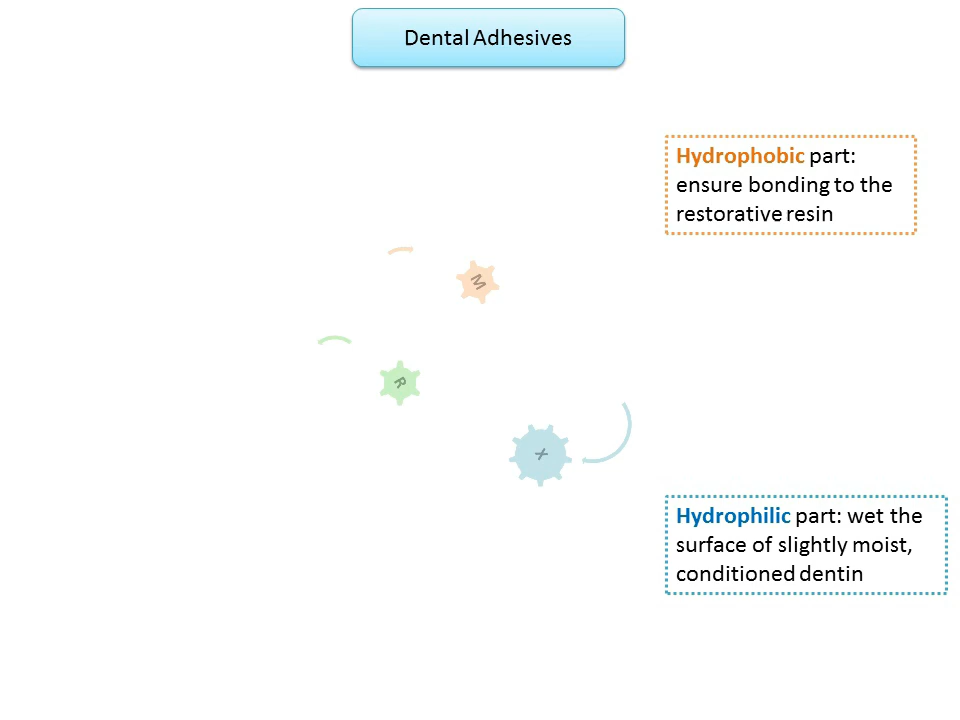 Dental Adhesives
Hydrophobic part:
ensure bonding to the
restorative resin
M
R
X
Hydrophilic part: wet the
surface of slightly moist,
conditioned dentin